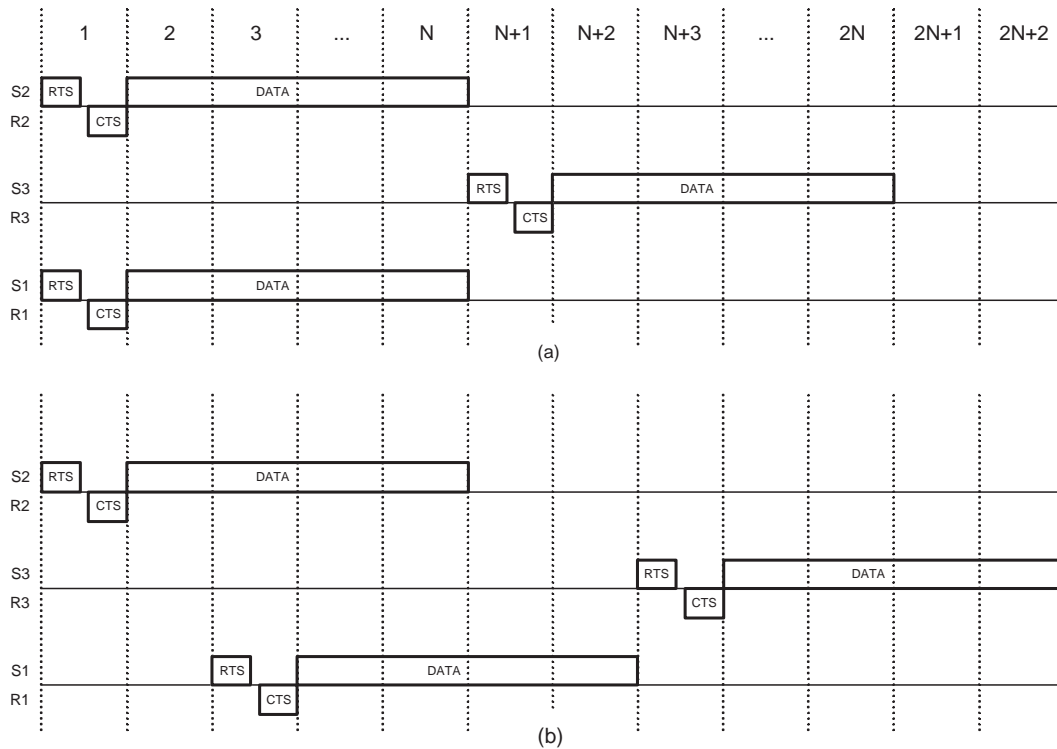 1 2 3 ... N N+1 N+2 N+3 ... 2N 2N+1 2N+2
S2 RTS DATA
R2 CTS
S3 RTS DATA
R3 CTS
S1 RTS DATA
R1 CTS
(a)
S2 RTS DATA
R2 CTS
S3 RTS DATA
R3 CTS
S1 RTS DATA
R1 CTS
(b)